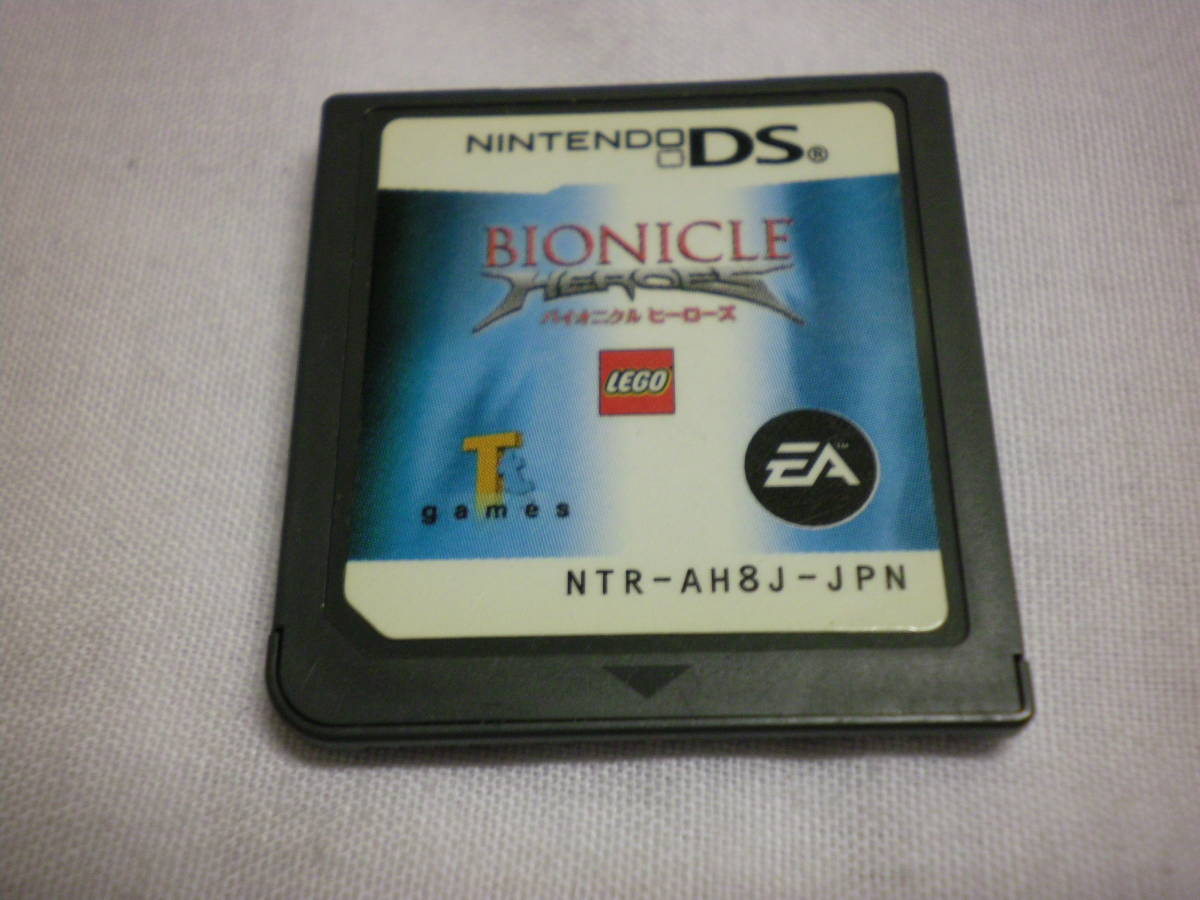 NINTENDO DS®
BIONICLE
HEROES
バイオニクル ヒーローズ
LEGO
TT
games
EA™
NTR-AH8J-JPN